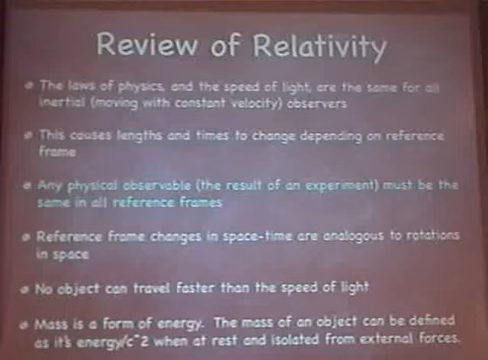 Review of Relativity
The laws of physics, and the speed of light, are the same for all
inertial (moving with constant velocity) observers
This causes lengths and times to change depending on reference
frame
Any physical observable (the result of an experiment) must be the
same in all reference frames
Reference frame changes in space-time are analogous to rotations
in space
No object can travel faster than the speed of light
Mass is a form of energy. The mass of an object can be defined
as it's energy/c^2 when at rest and isolated from external forces.